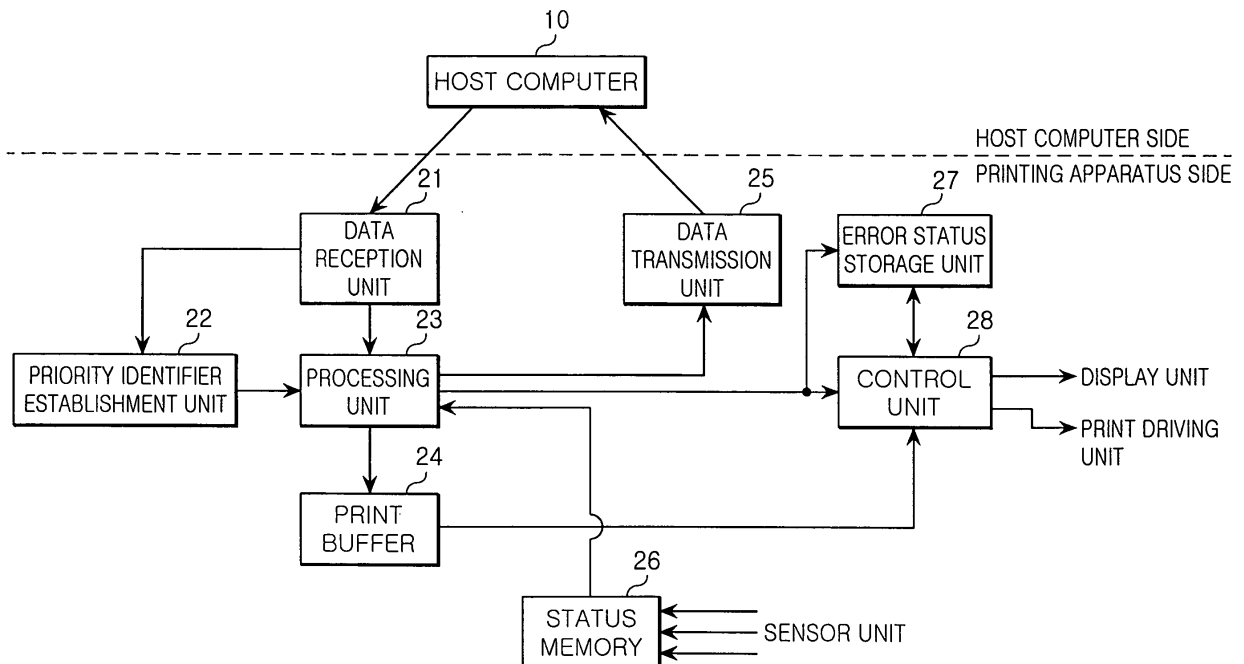 10
HOST COMPUTER
HOST COMPUTER SIDE
PRINTING APPARATUS SIDE
21
DATA
RECEPTION
UNIT
25
DATA
TRANSMISSION
UNIT
27
ERROR STATUS
STORAGE UNIT
22
PRIORITY IDENTIFIER
ESTABLISHMENT UNIT
23
PROCESSING
UNIT
28
CONTROL
UNIT
DISPLAY UNIT
PRINT DRIVING
UNIT
24
PRINT
BUFFER
26
STATUS
MEMORY
SENSOR UNIT